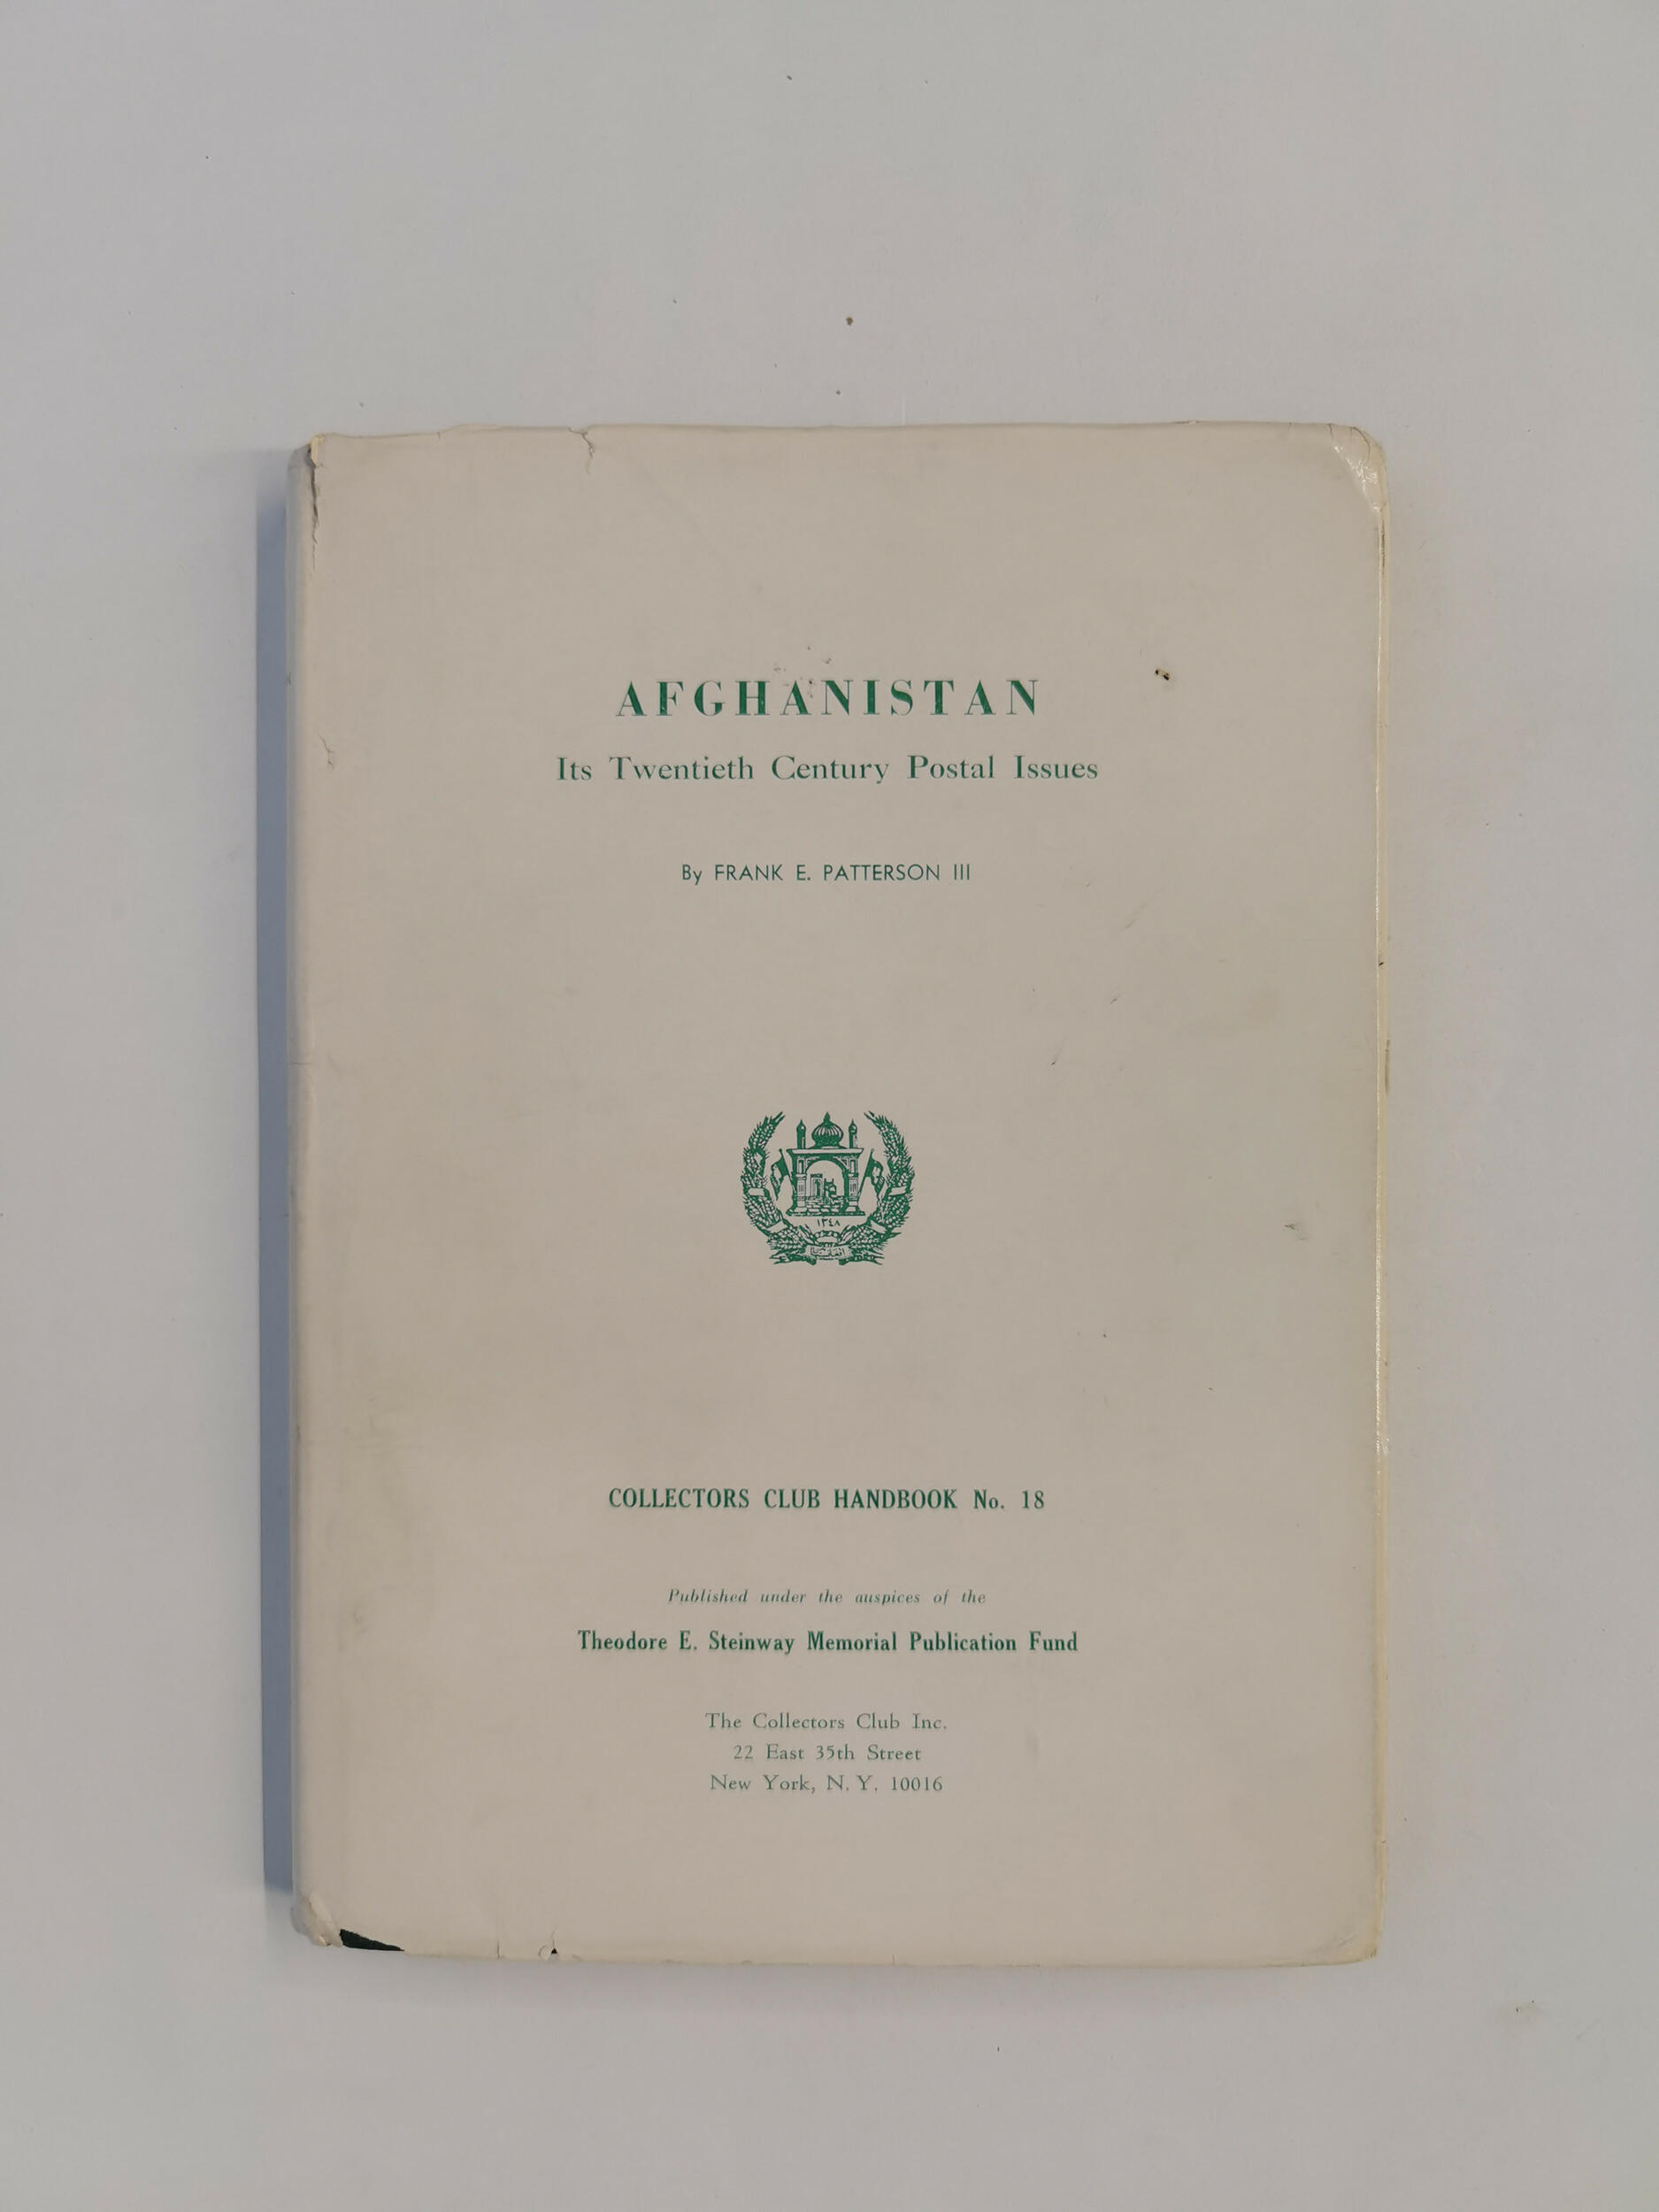 AFGHANISTAN
Its Twentieth Century Postal Issues
By FRANK E. PATTERSON III
١٣٤٨
COLLECTORS CLUB HANDBOOK No. 18
Published under the auspices of the
Theodore E. Steinway Memorial Publication Fund
The Collectors Club Inc.
22 East 35th Street
New York, N. Y. 10016